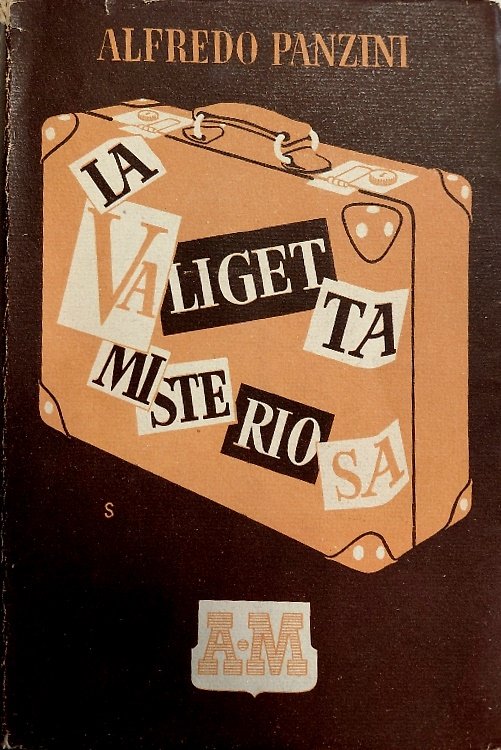 ALFREDO PANZINI
LA
VALIGETTA
MISTERIOSA
S
A·M